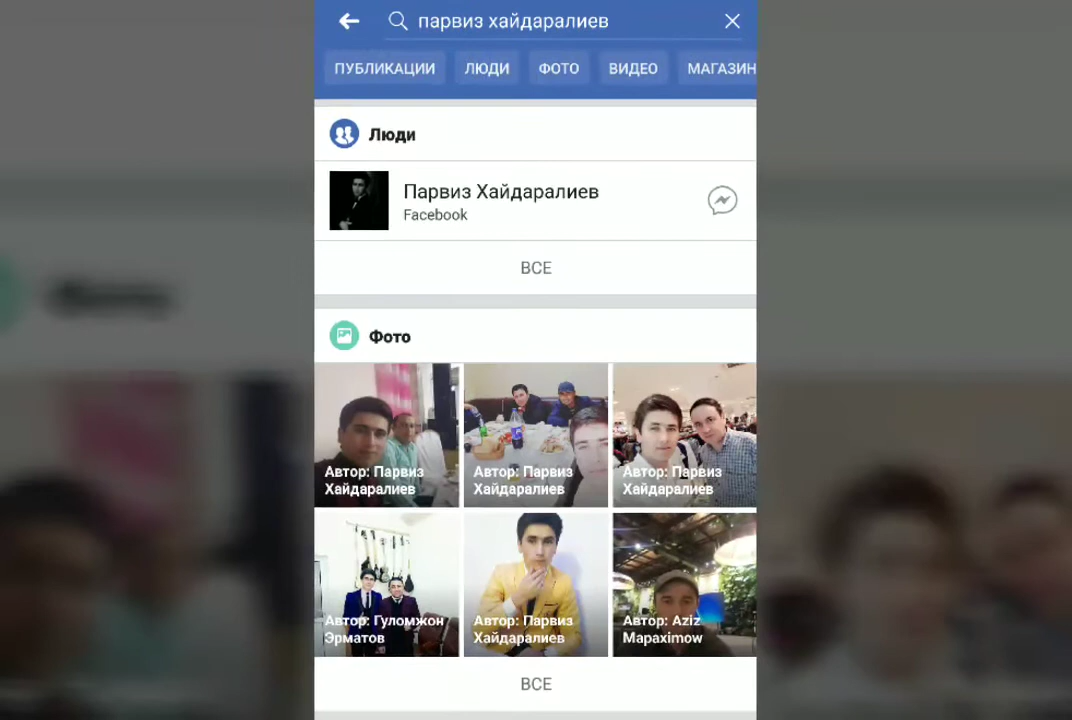 парвиз хайдаралиев
ПУБЛИКАЦИИ
ЛЮДИ
ФОТО
ВИДЕО
МАГАЗИН
Люди
Парвиз Хайдаралиев
Facebook
ВСЕ
Фото
Автор: Парвиз
Хайдаралиев
Автор: Парвиз
Хайдаралиев
Автор: Парвиз
Хайдаралиев
Автор: Гуломжон
Эрматов
Автор: Парвиз
Хайдаралиев
Автор: Aziz
Mapaximow
ВСЕ